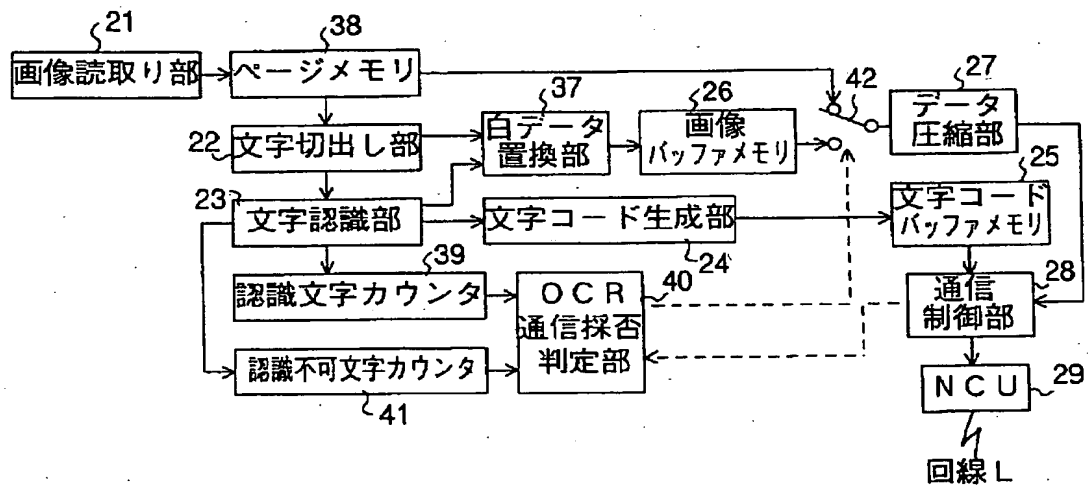 21
画像読取り部
38
ページメモリ
22
文字切出し部
37
白データ
置換部
26
画像
バッファメモリ
42
27
データ
圧縮部
23
文字認識部
文字コード生成部
24
25
文字コード
バッファメモリ
39
認識文字カウンタ
40
OCR
通信採否
判定部
28
通信
制御部
認識不可文字カウンタ
41
NCU
29
回線L